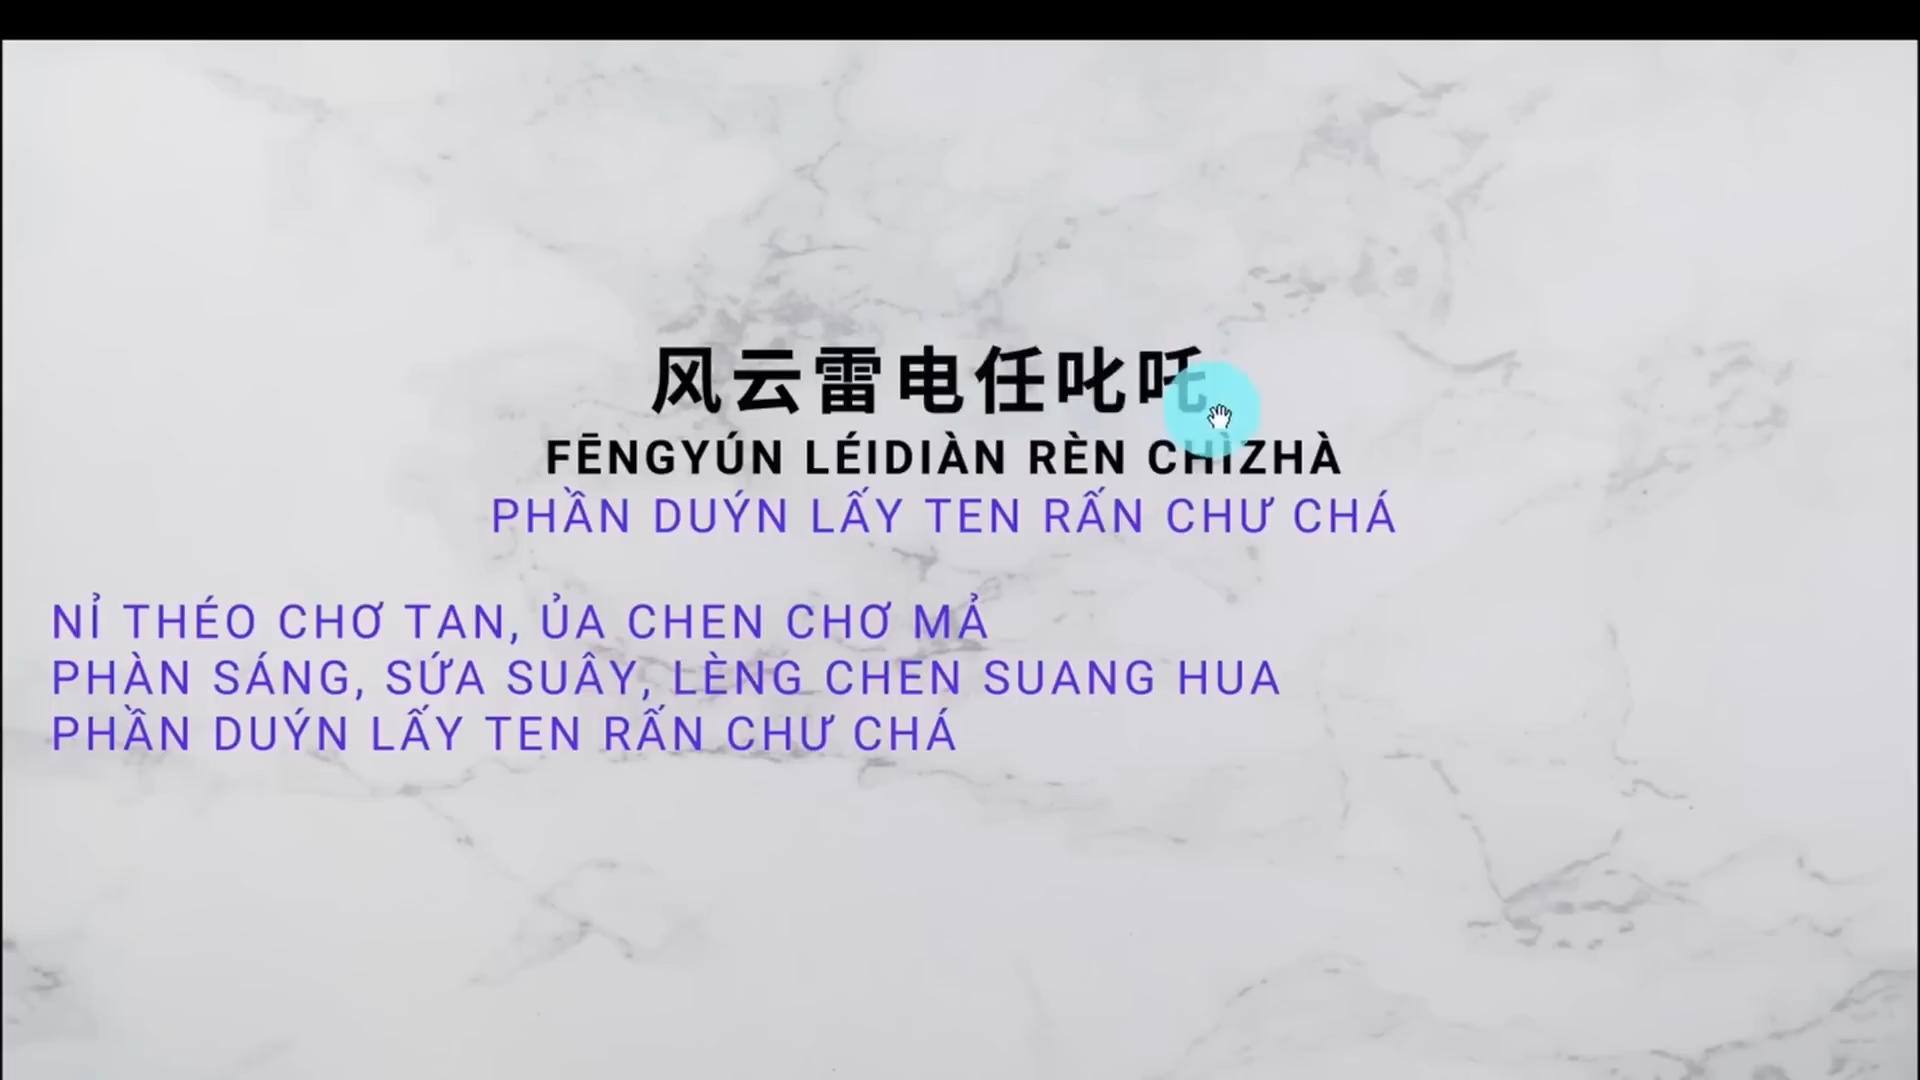 风云雷电任叱吒
FĒNGYÚN LÉIDIÀN RÈN CHÌZHÀ
PHẦN DUÝN LẤY TEN RẤN CHƯ CHÁ
NỈ THÉO CHƠ TAN, ỦA CHEN CHƠ MẢ
PHÀN SÁNG, SỨA SUÂY, LÈNG CHEN SUANG HUA
PHẦN DUÝN LẤY TEN RẤN CHƯ CHÁ